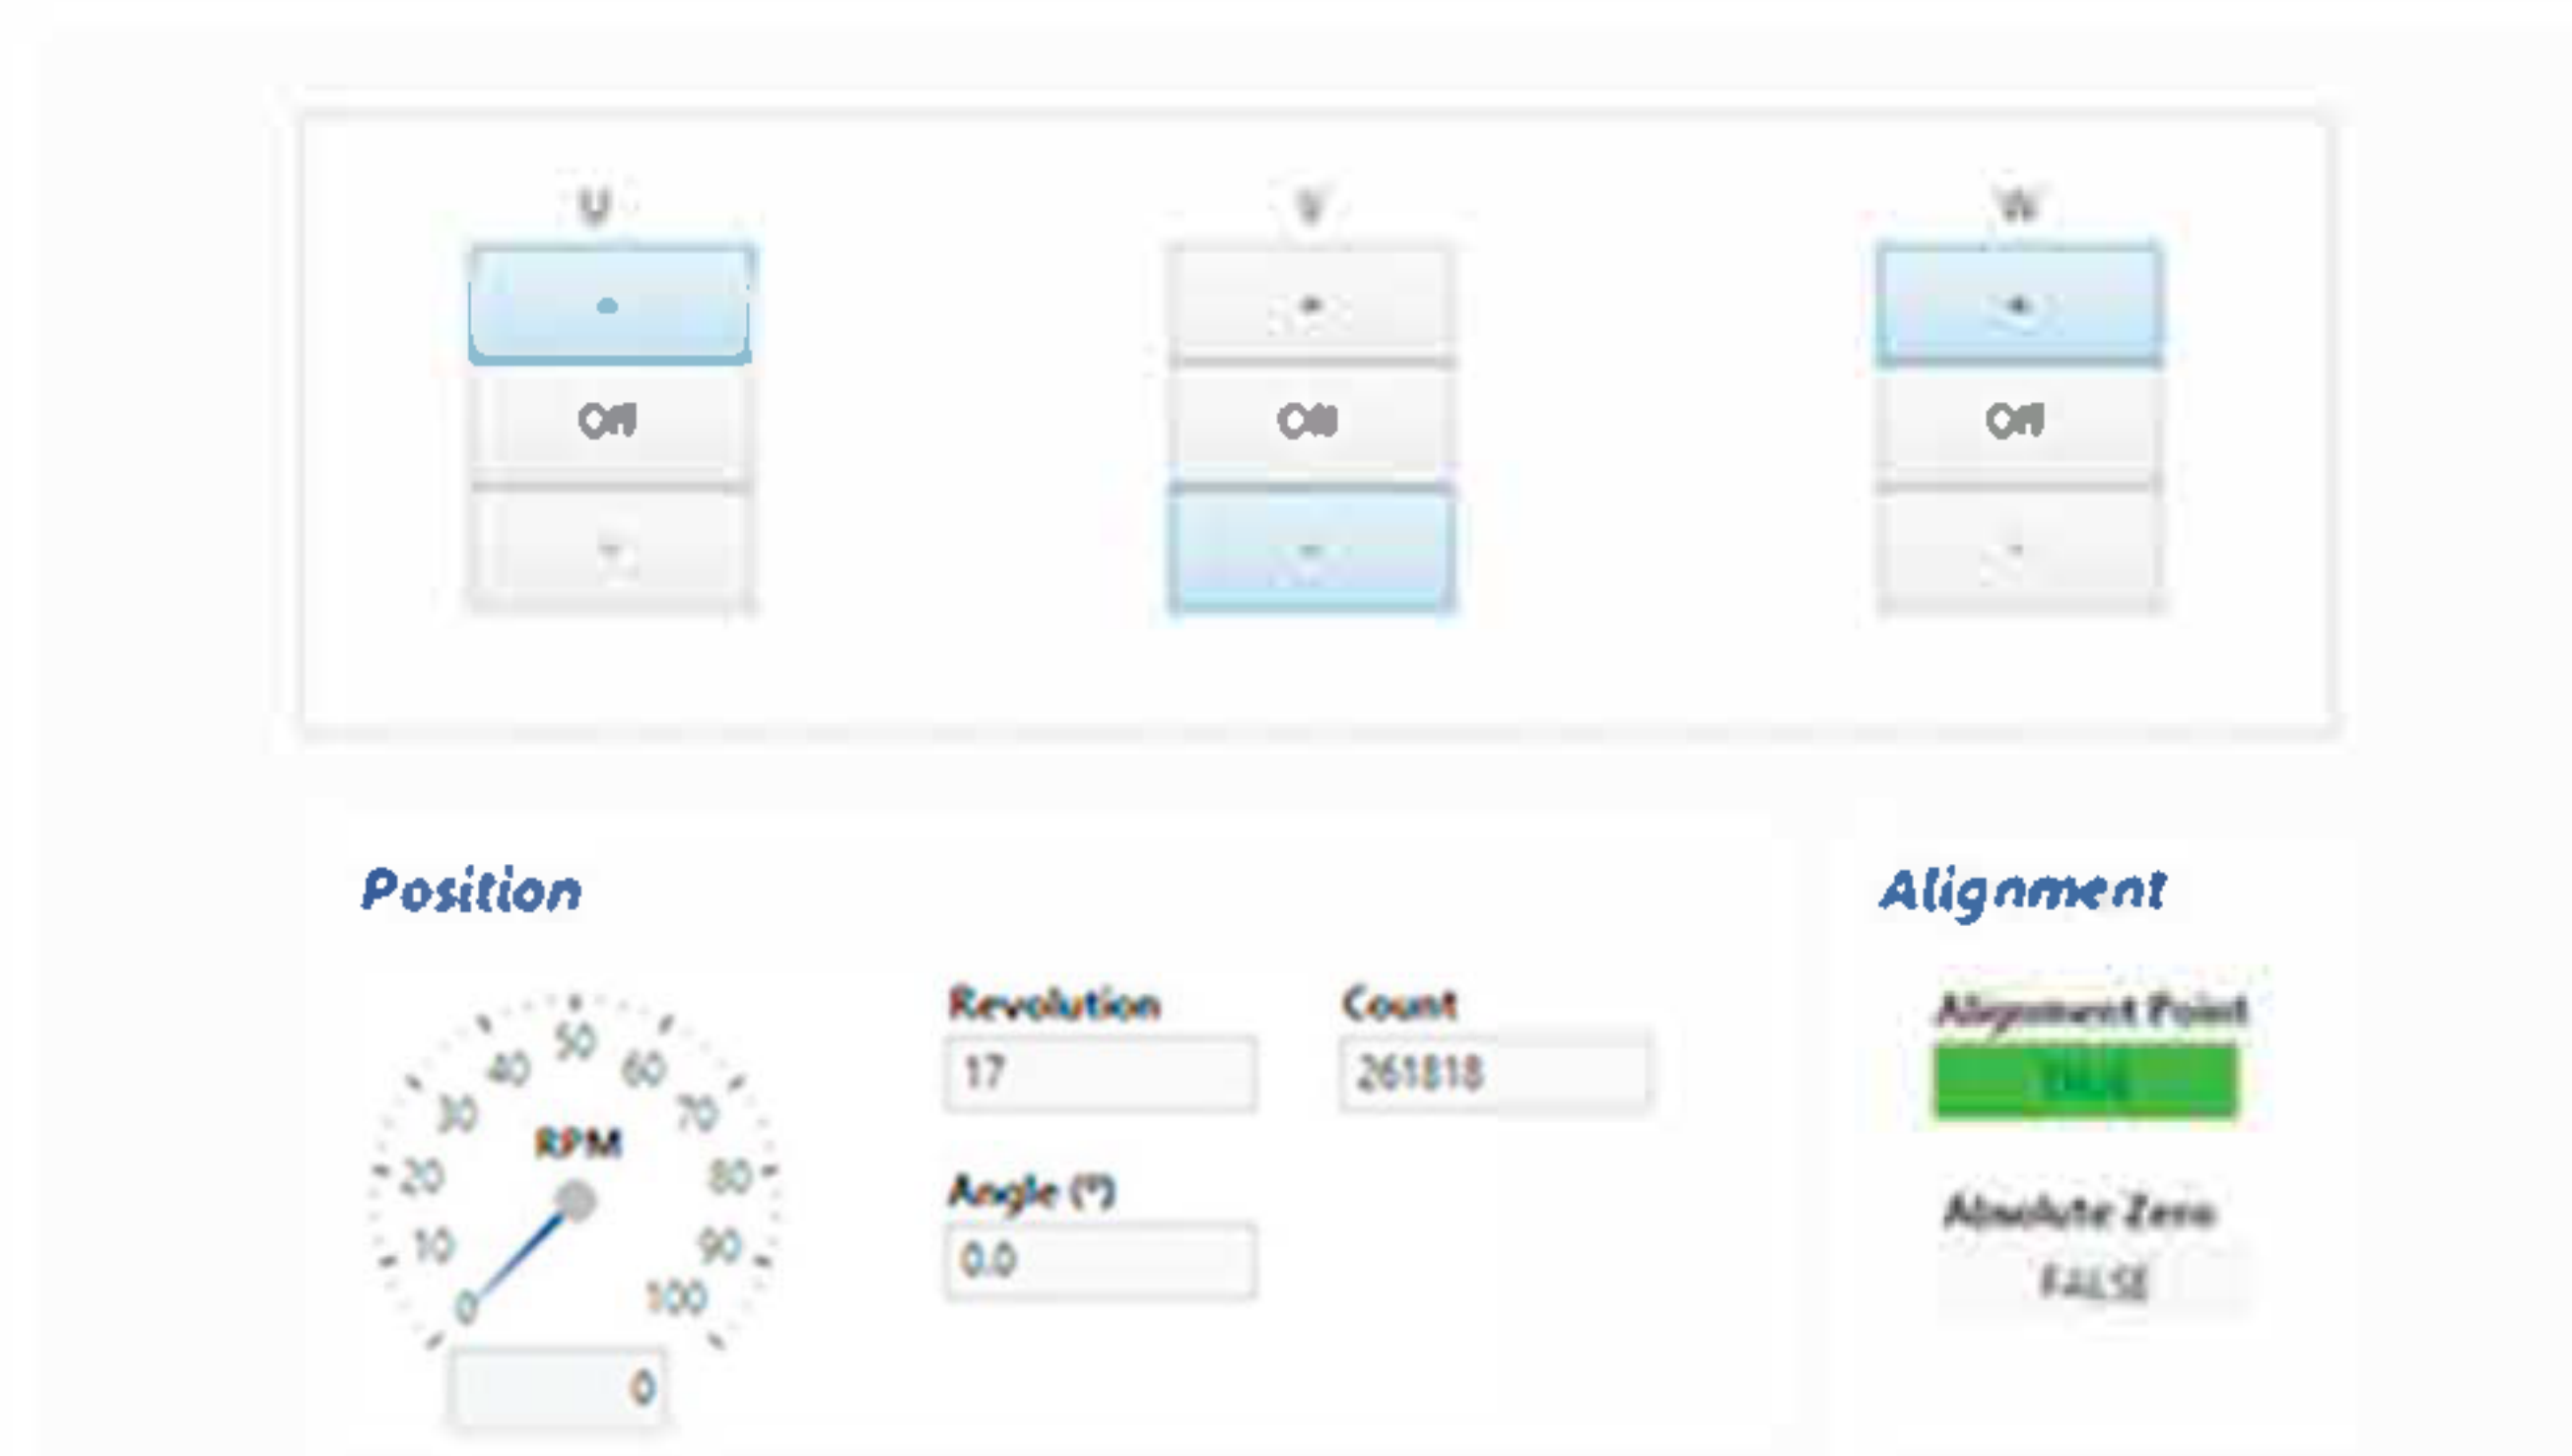 U V W
Off Off Off
Position
Alignment
Revolution Count
17 261818
Alignment Point
TRUE
0 10 20 30 40 50 60 70 80 90 100
RPM
Angle (°)
0.0
Absolute Zero
FALSE
0